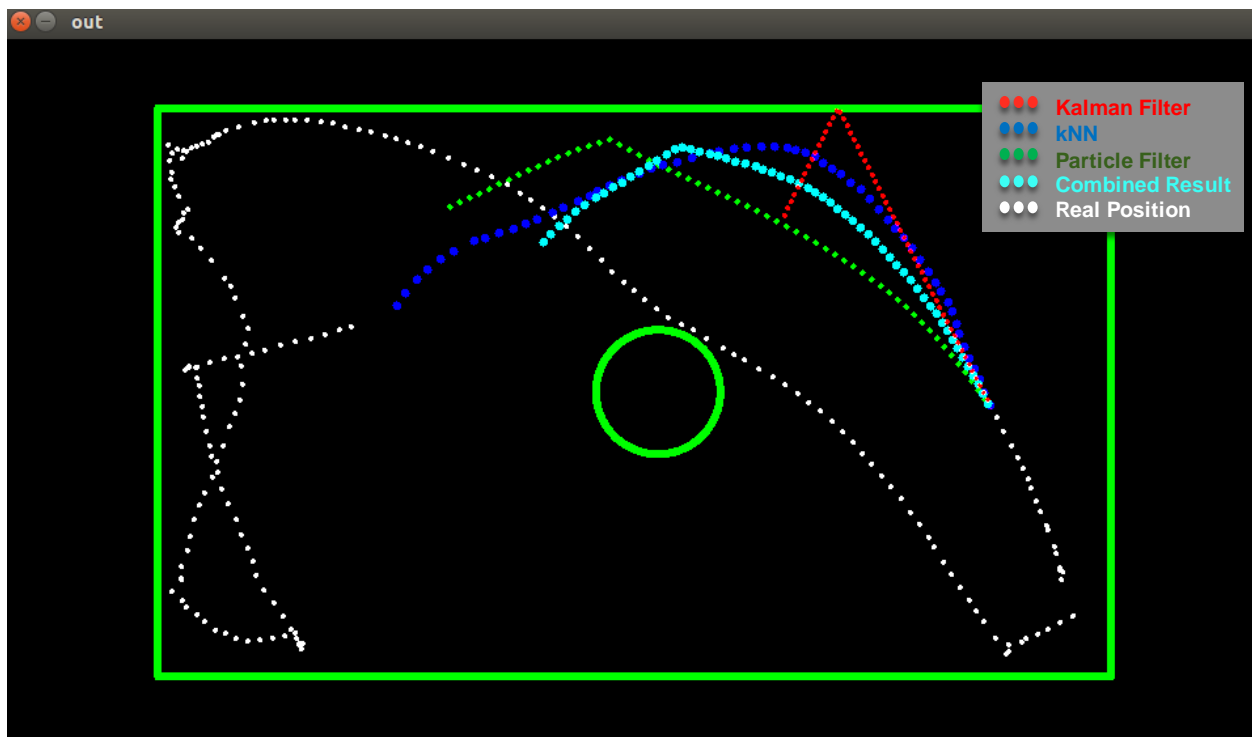 out
Kalman Filter
kNN
Particle Filter
Combined Result
Real Position